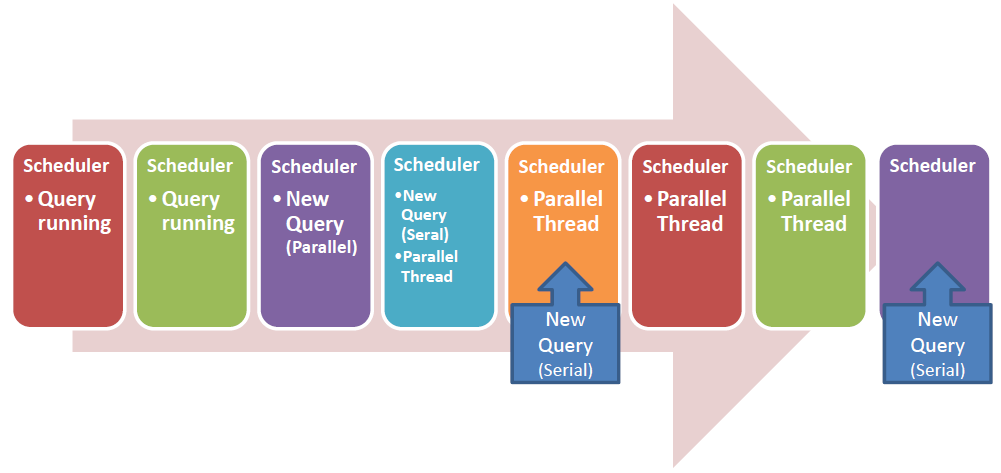 Scheduler
• Query
running
Scheduler
• Query
running
Scheduler
• New
Query
(Parallel)
Scheduler
•New
Query
(Seral)
•Parallel
Thread
Scheduler
• Parallel
Thread
New
Query
(Serial)
Scheduler
• Parallel
Thread
Scheduler
• Parallel
Thread
Scheduler
New
Query
(Serial)